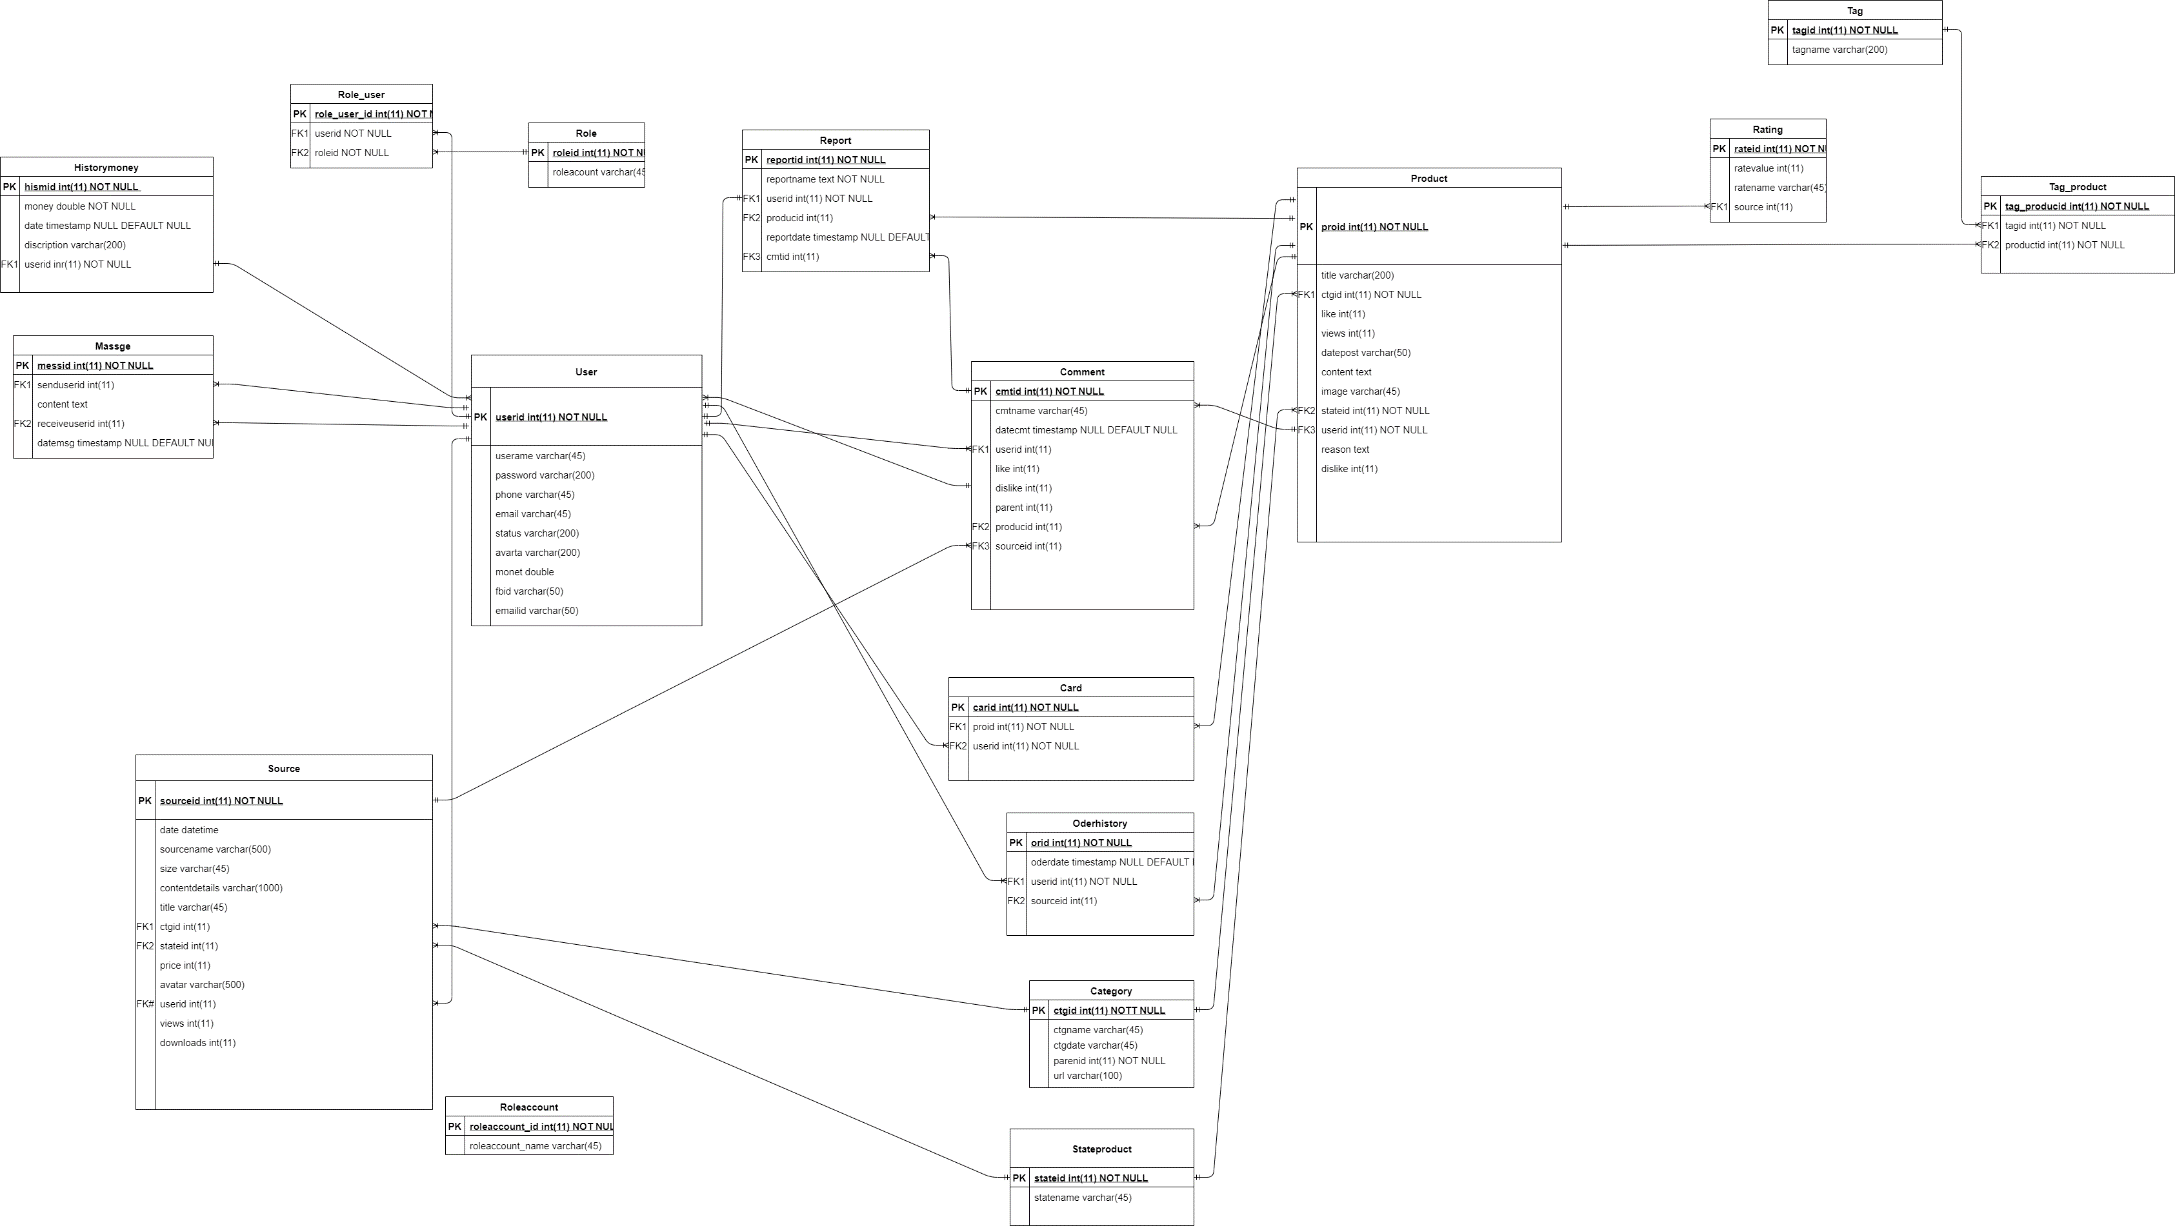 Tag
PK tagid int(11) NOT NULL
tagname varchar(200)
Role_user
PK role_user_id int(11) NOT N
FK1 userid NOT NULL
FK2 roleid NOT NULL
Role
PK roleid int(11) NOT N
roleacount varchar(45
Report
PK reportid int(11) NOT NULL
reportname text NOT NULL
FK1 userid int(11) NOT NULL
FK2 producid int(11)
reportdate timestamp NULL DEFAULT
FK3 cmtid int(11)
Rating
PK rateid int(11) NOT N
ratevalue int(11)
ratename varchar(45)
FK1 source int(11)
Historymoney
PK hismid int(11) NOT NULL
money double NOT NULL
date timestamp NULL DEFAULT NULL
discription varchar(200)
FK1 userid inr(11) NOT NULL
Product
PK proid int(11) NOT NULL
title varchar(200)
FK1 ctgid int(11) NOT NULL
like int(11)
views int(11)
datepost varchar(50)
content text
image varchar(45)
FK2 stateid int(11) NOT NULL
FK3 userid int(11) NOT NULL
reason text
dislike int(11)
Tag_product
PK tag_producid int(11) NOT NULL
FK1 tagid int(11) NOT NULL
FK2 productid int(11) NOT NULL
Massge
PK messid int(11) NOT NULL
FK1 senduserid int(11)
content text
FK2 receiveuserid int(11)
datemsg timestamp NULL DEFAULT NUL
User
PK userid int(11) NOT NULL
userame varchar(45)
password varchar(200)
phone varchar(45)
email varchar(45)
status varchar(200)
avarta varchar(200)
monet double
fbid varchar(50)
emailid varchar(50)
Comment
PK cmtid int(11) NOT NULL
cmtname varchar(45)
datecmt timestamp NULL DEFAULT NULL
FK1 userid int(11)
like int(11)
dislike int(11)
parent int(11)
FK2 producid int(11)
FK3 sourceid int(11)
Card
PK carid int(11) NOT NULL
FK1 proid int(11) NOT NULL
FK2 userid int(11) NOT NULL
Source
PK sourceid int(11) NOT NULL
date datetime
sourcename varchar(500)
size varchar(45)
contentdetails varchar(1000)
title varchar(45)
FK1 ctgid int(11)
FK2 stateid int(11)
price int(11)
avatar varchar(500)
FK# userid int(11)
views int(11)
downloads int(11)
Oderhistory
PK orid int(11) NOT NULL
oderdate timestamp NULL DEFAULT
FK1 userid int(11) NOT NULL
FK2 sourceid int(11)
Category
PK ctgid int(11) NOTT NULL
ctgname varchar(45)
ctgdate varchar(45)
parenid int(11) NOT NULL
url varchar(100)
Roleaccount
PK roleaccount_id int(11) NOT NUL
roleaccount_name varchar(45)
Stateproduct
PK stateid int(11) NOT NULL
statename varchar(45)